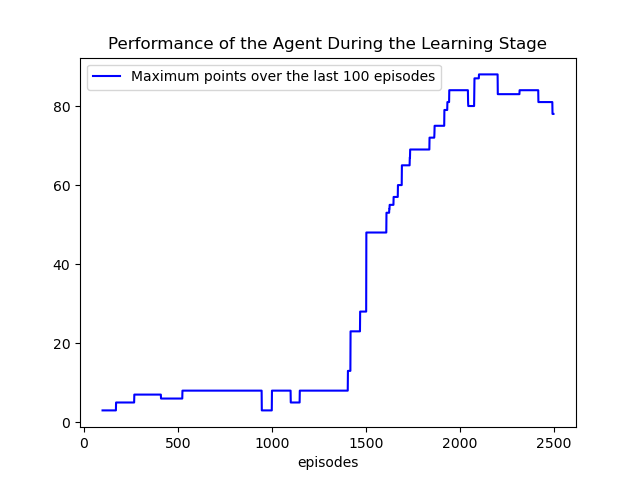 Performance of the Agent During the Learning Stage
Maximum points over the last 100 episodes
80
60
40
20
0
0 500 1000 1500 2000 2500
episodes